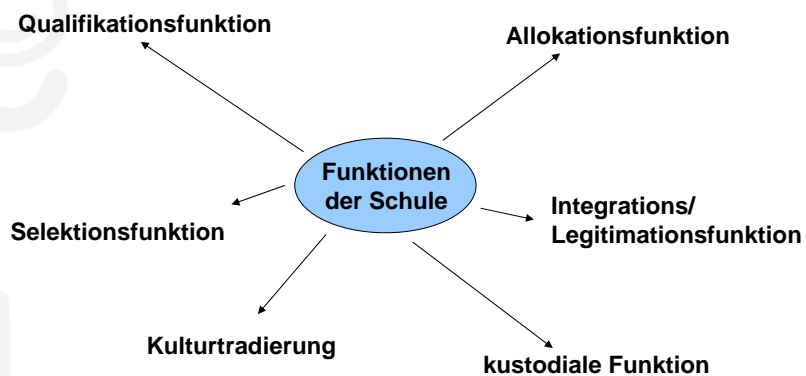 Qualifikationsfunktion
Allokationsfunktion
Funktionen
der Schule
Selektionsfunktion
Integrations/
Legitimationsfunktion
Kulturtradierung
kustodiale Funktion